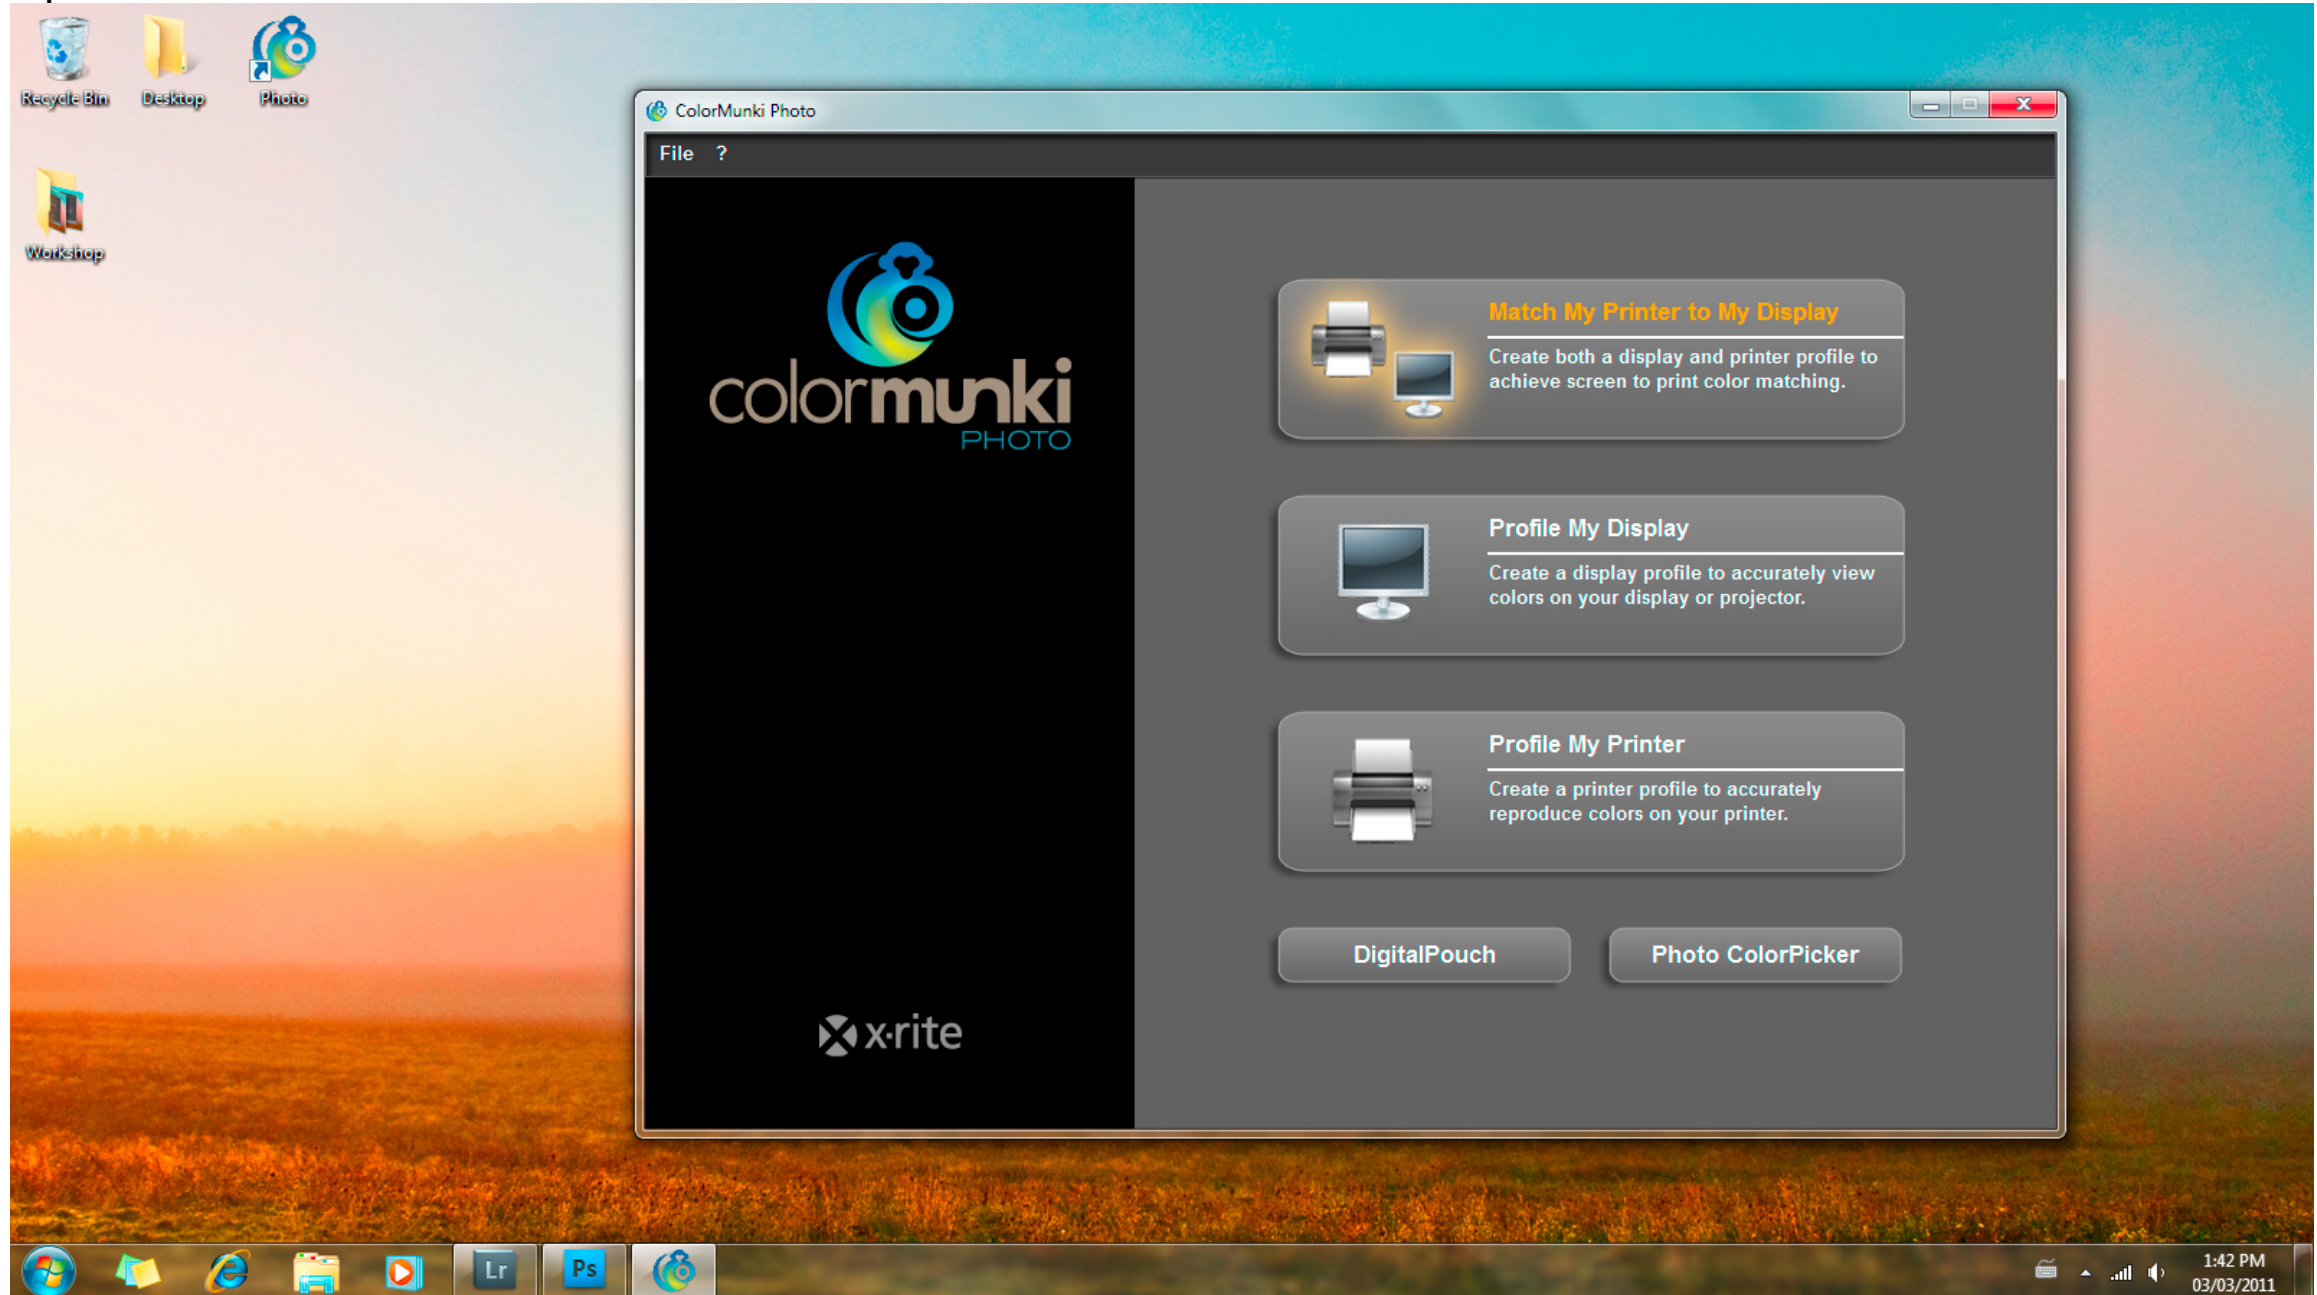 Recycle Bin
Desktop
Photo
Workshop
ColorMunki Photo
File ?
colormunki
PHOTO
x·rite
Match My Printer to My Display
Create both a display and printer profile to
achieve screen to print color matching.
Profile My Display
Create a display profile to accurately view
colors on your display or projector.
Profile My Printer
Create a printer profile to accurately
reproduce colors on your printer.
DigitalPouch
Photo ColorPicker
Lr
Ps
1:42 PM
03/03/2011